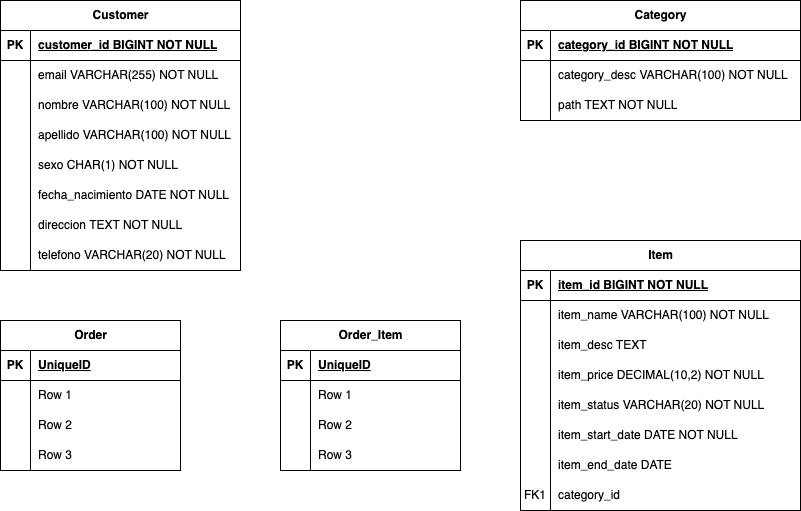 Customer
PK customer_id BIGINT NOT NULL
email VARCHAR(255) NOT NULL
nombre VARCHAR(100) NOT NULL
apellido VARCHAR(100) NOT NULL
sexo CHAR(1) NOT NULL
fecha_nacimiento DATE NOT NULL
direccion TEXT NOT NULL
telefono VARCHAR(20) NOT NULL
Category
PK category_id BIGINT NOT NULL
category_desc VARCHAR(100) NOT NULL
path TEXT NOT NULL
Order
PK UniqueID
Row 1
Row 2
Row 3
Order_Item
PK UniqueID
Row 1
Row 2
Row 3
Item
PK item_id BIGINT NOT NULL
item_name VARCHAR(100) NOT NULL
item_desc TEXT
item_price DECIMAL(10,2) NOT NULL
item_status VARCHAR(20) NOT NULL
item_start_date DATE NOT NULL
item_end_date DATE
FK1 category_id